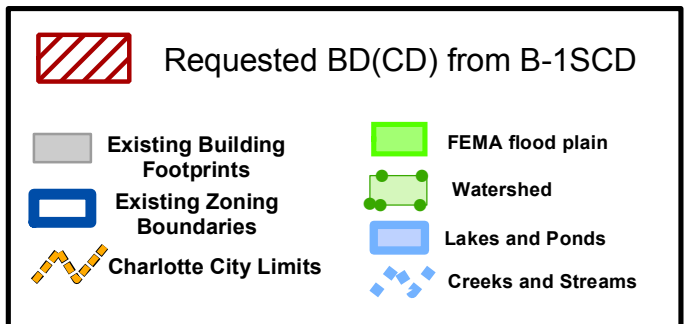 Requested BD(CD) from B-1SCD
Existing Building
Footprints
Existing Zoning
Boundaries
Charlotte City Limits
FEMA flood plain
Watershed
Lakes and Ponds
Creeks and Streams